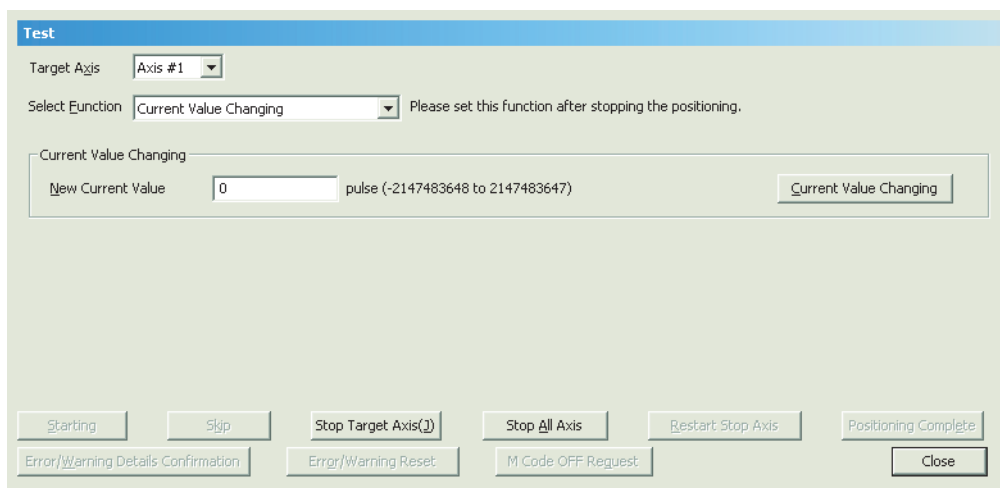 Test
Target Axis Axis #1
Select Function Current Value Changing Please set this function after stopping the positioning.
Current Value Changing
New Current Value 0 pulse (-2147483648 to 2147483647) Current Value Changing
Starting Skip Stop Target Axis(J) Stop All Axis Restart Stop Axis Positioning Complete
Error/Warning Details Confirmation Error/Warning Reset M Code OFF Request Close